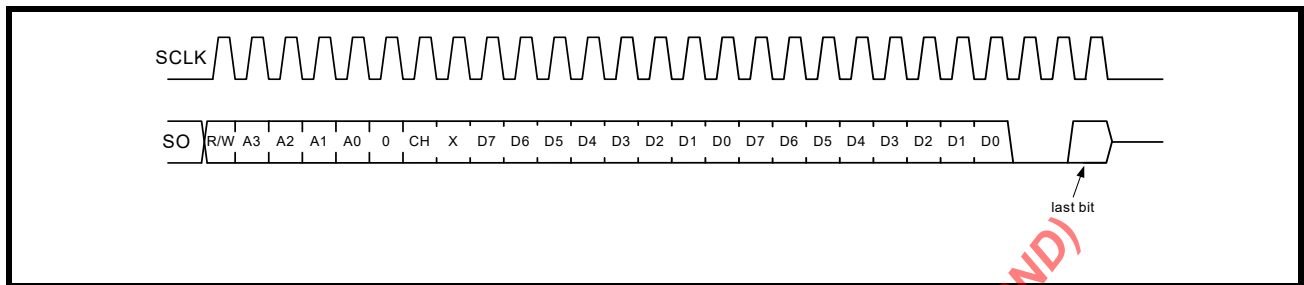 SCLK
SO R/W A3 A2 A1 A0 0 CH X D7 D6 D5 D4 D3 D2 D1 D0 D7 D6 D5 D4 D3 D2 D1 D0
last bit
ND)